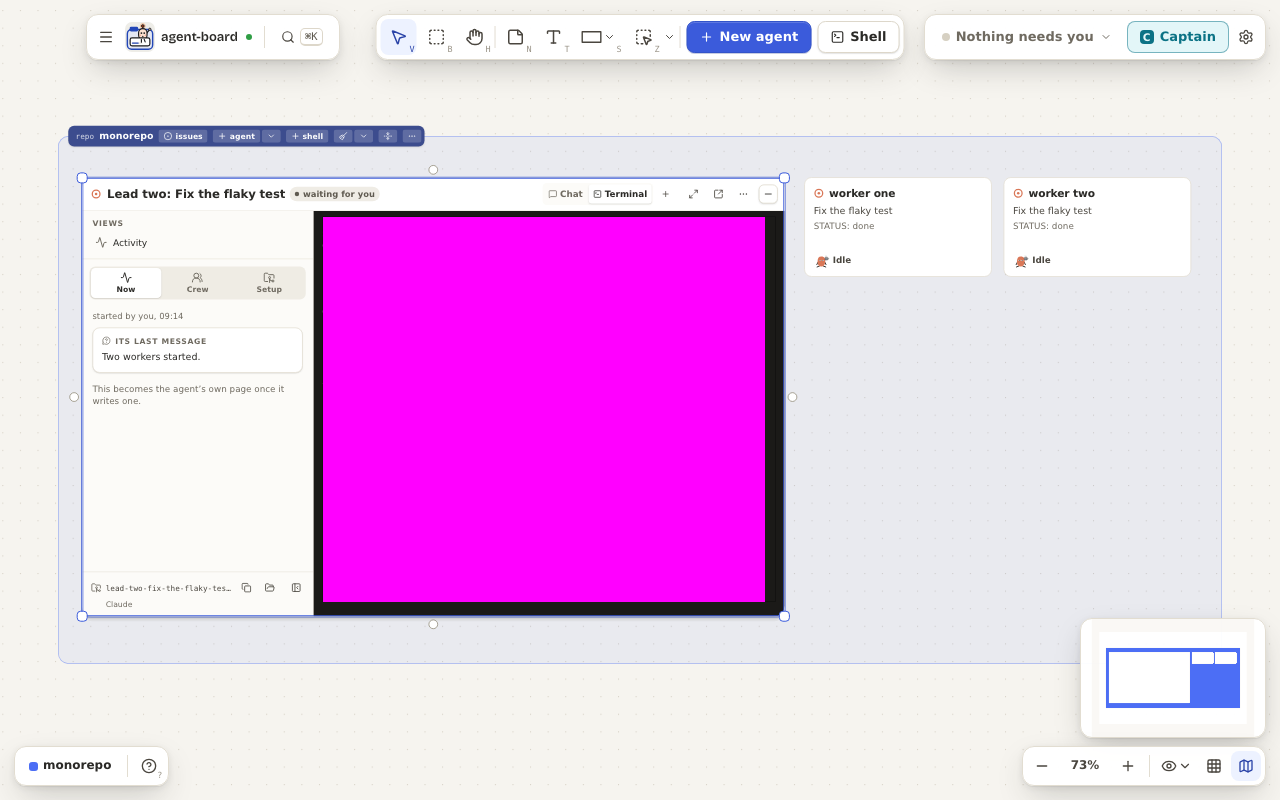 agent-board
⌘K
V
B
H
N
T
S
Z
New agent
Shell
Nothing needs you
C Captain
repo monorepo issues + agent + shell
Lead two: Fix the flaky test
waiting for you
Chat
Terminal
VIEWS
Activity
Now
Crew
Setup
started by you, 09:14
ITS LAST MESSAGE
Two workers started.
This becomes the agent's own page once it
writes one.
lead-two-fix-the-flaky-tes…
Claude
worker one
Fix the flaky test
STATUS: done
Idle
worker two
Fix the flaky test
STATUS: done
Idle
monorepo
?
73%